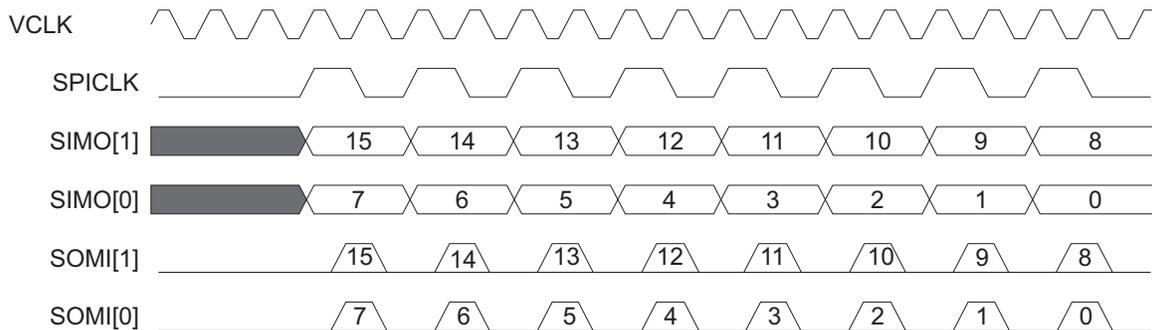 VCLK
SPICLK
SIMO[1] 15 14 13 12 11 10 9 8
SIMO[0] 7 6 5 4 3 2 1 0
SOMI[1] 15 14 13 12 11 10 9 8
SOMI[0] 7 6 5 4 3 2 1 0